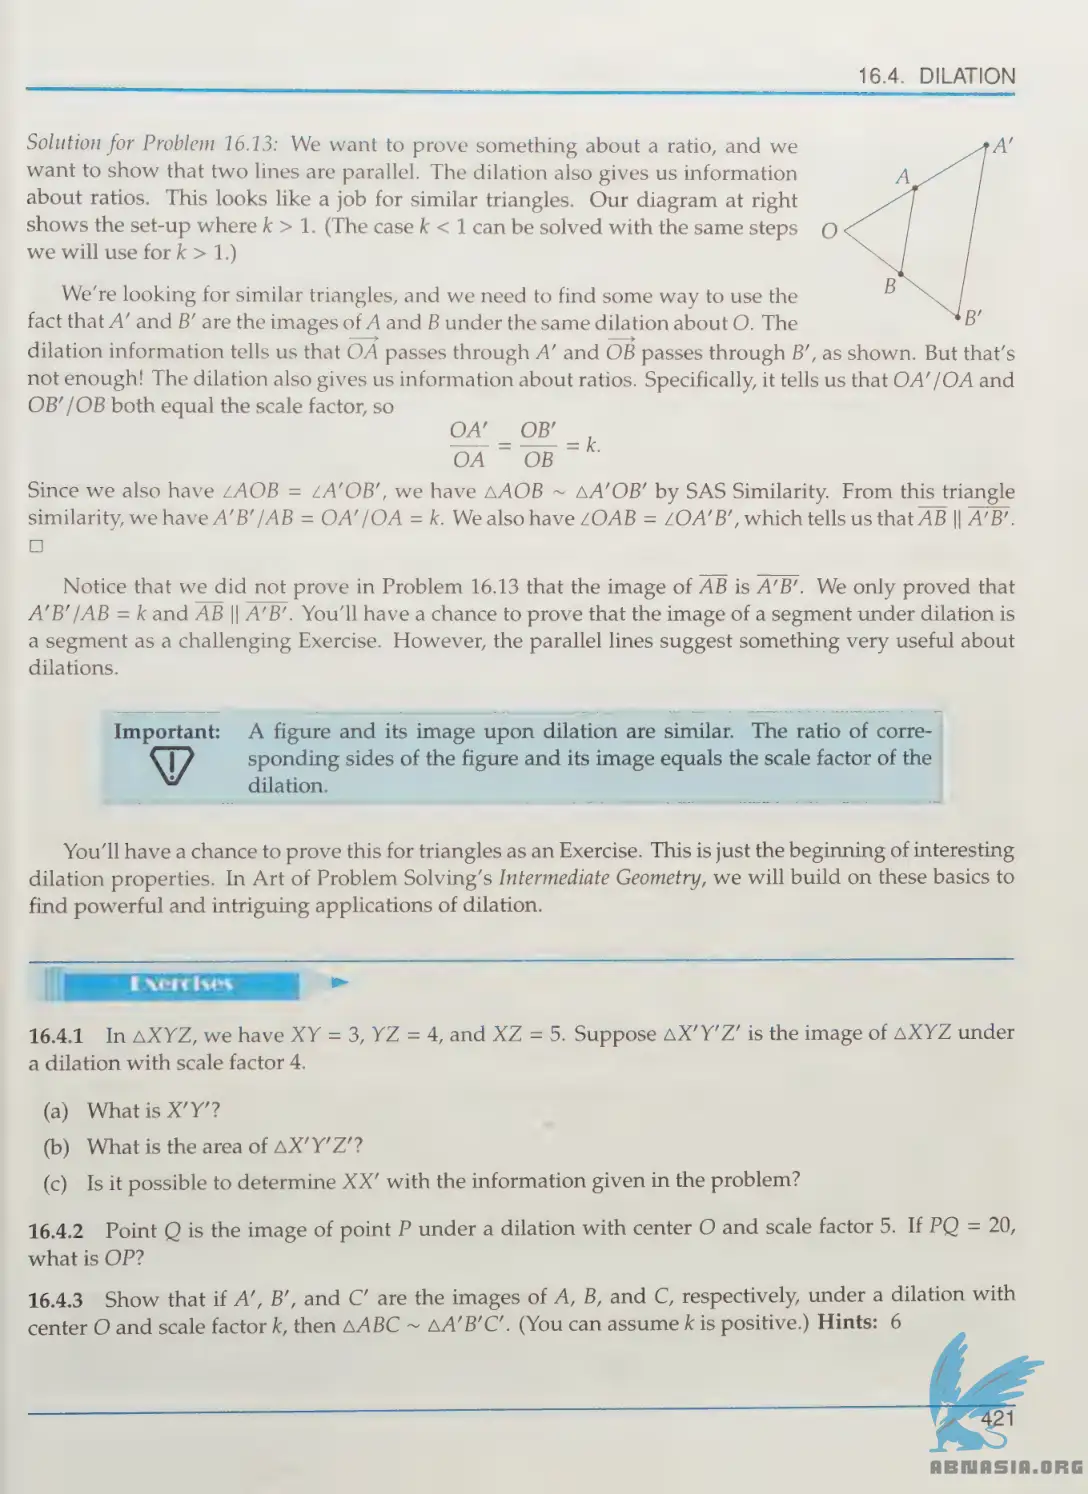 16.4. DILATION
Solution for Problem 16.13: We want to prove something about a ratio, and we
want to show that two lines are parallel. The dilation also gives us information
about ratios. This looks like a job for similar triangles. Our diagram at right
shows the set-up where k > 1. (The case k < 1 can be solved with the same steps
we will use for k > 1.)
A'
A
O
B
B'
We're looking for similar triangles, and we need to find some way to use the
fact that A' and B' are the images of A and B under the same dilation about O. The
dilation information tells us that \overrightarrow{OA} passes through A' and \overrightarrow{OB} passes through B', as shown. But that's
not enough! The dilation also gives us information about ratios. Specifically, it tells us that OA'/OA and
OB'/OB both equal the scale factor, so
OA'/OA = OB'/OB = k.
Since we also have ∠AOB = ∠A'OB', we have △AOB ~ △A'OB' by SAS Similarity. From this triangle
similarity, we have A'B'/AB = OA'/OA = k. We also have ∠OAB = ∠OA'B', which tells us that \overline{AB} || \overline{A'B'}.
□
Notice that we did not prove in Problem 16.13 that the image of \overline{AB} is \overline{A'B'}. We only proved that
A'B'/AB = k and \overline{AB} || \overline{A'B'}. You'll have a chance to prove that the image of a segment under dilation is
a segment as a challenging Exercise. However, the parallel lines suggest something very useful about
dilations.
Important: A figure and its image upon dilation are similar. The ratio of corre-
sponding sides of the figure and its image equals the scale factor of the
dilation.
You'll have a chance to prove this for triangles as an Exercise. This is just the beginning of interesting
dilation properties. In Art of Problem Solving's Intermediate Geometry, we will build on these basics to
find powerful and intriguing applications of dilation.
Exercises
16.4.1 In △XYZ, we have XY = 3, YZ = 4, and XZ = 5. Suppose △X'Y'Z' is the image of △XYZ under
a dilation with scale factor 4.
(a) What is X'Y'?
(b) What is the area of △X'Y'Z'?
(c) Is it possible to determine XX' with the information given in the problem?
16.4.2 Point Q is the image of point P under a dilation with center O and scale factor 5. If PQ = 20,
what is OP?
16.4.3 Show that if A', B', and C' are the images of A, B, and C, respectively, under a dilation with
center O and scale factor k, then △ABC ~ △A'B'C'. (You can assume k is positive.) Hints: 6
421
ABNASIA.ORG